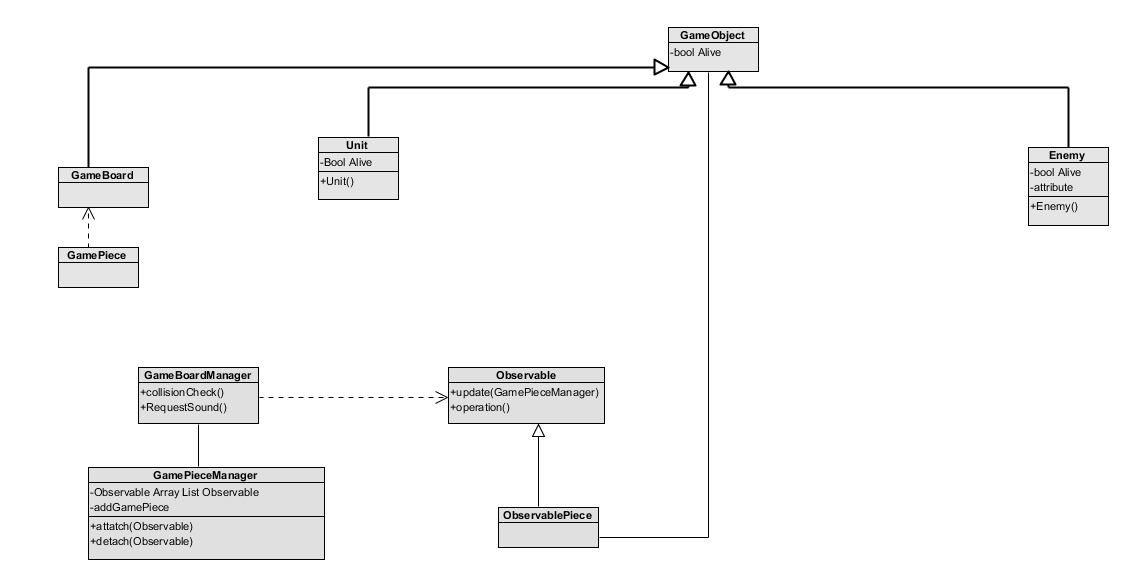 GameObject
-bool Alive
Unit
-Bool Alive
+Unit()
Enemy
-bool Alive
-attribute
+Enemy()
GameBoard
GamePiece
GameBoardManager
+collisionCheck()
+RequestSound()
Observable
+update(GamePieceManager)
+operation()
GamePieceManager
-Observable Array List Observable
-addGamePiece
+attatch(Observable)
+detach(Observable)
ObservablePiece